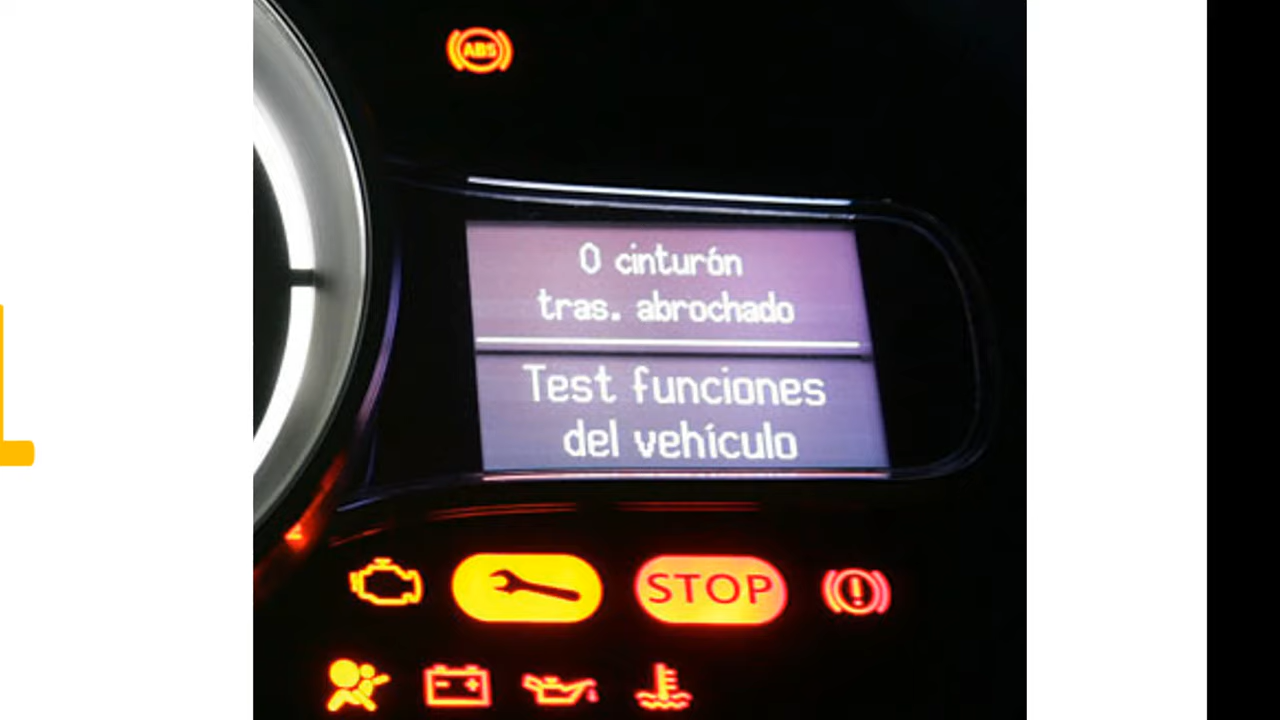 ABS
0 cinturón
tras. abrochado
Test funciones
del vehículo
STOP